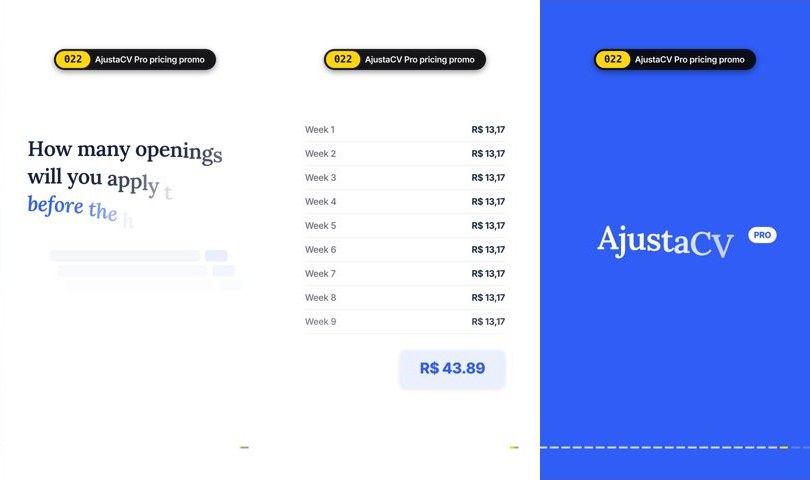 022 AjustaCV Pro pricing promo
How many openings
will you apply t
before the h
022 AjustaCV Pro pricing promo
Week 1 R$ 13,17
Week 2 R$ 13,17
Week 3 R$ 13,17
Week 4 R$ 13,17
Week 5 R$ 13,17
Week 6 R$ 13,17
Week 7 R$ 13,17
Week 8 R$ 13,17
Week 9 R$ 13,17
R$ 43.89
022 AjustaCV Pro pricing promo
AjustaCV PRO